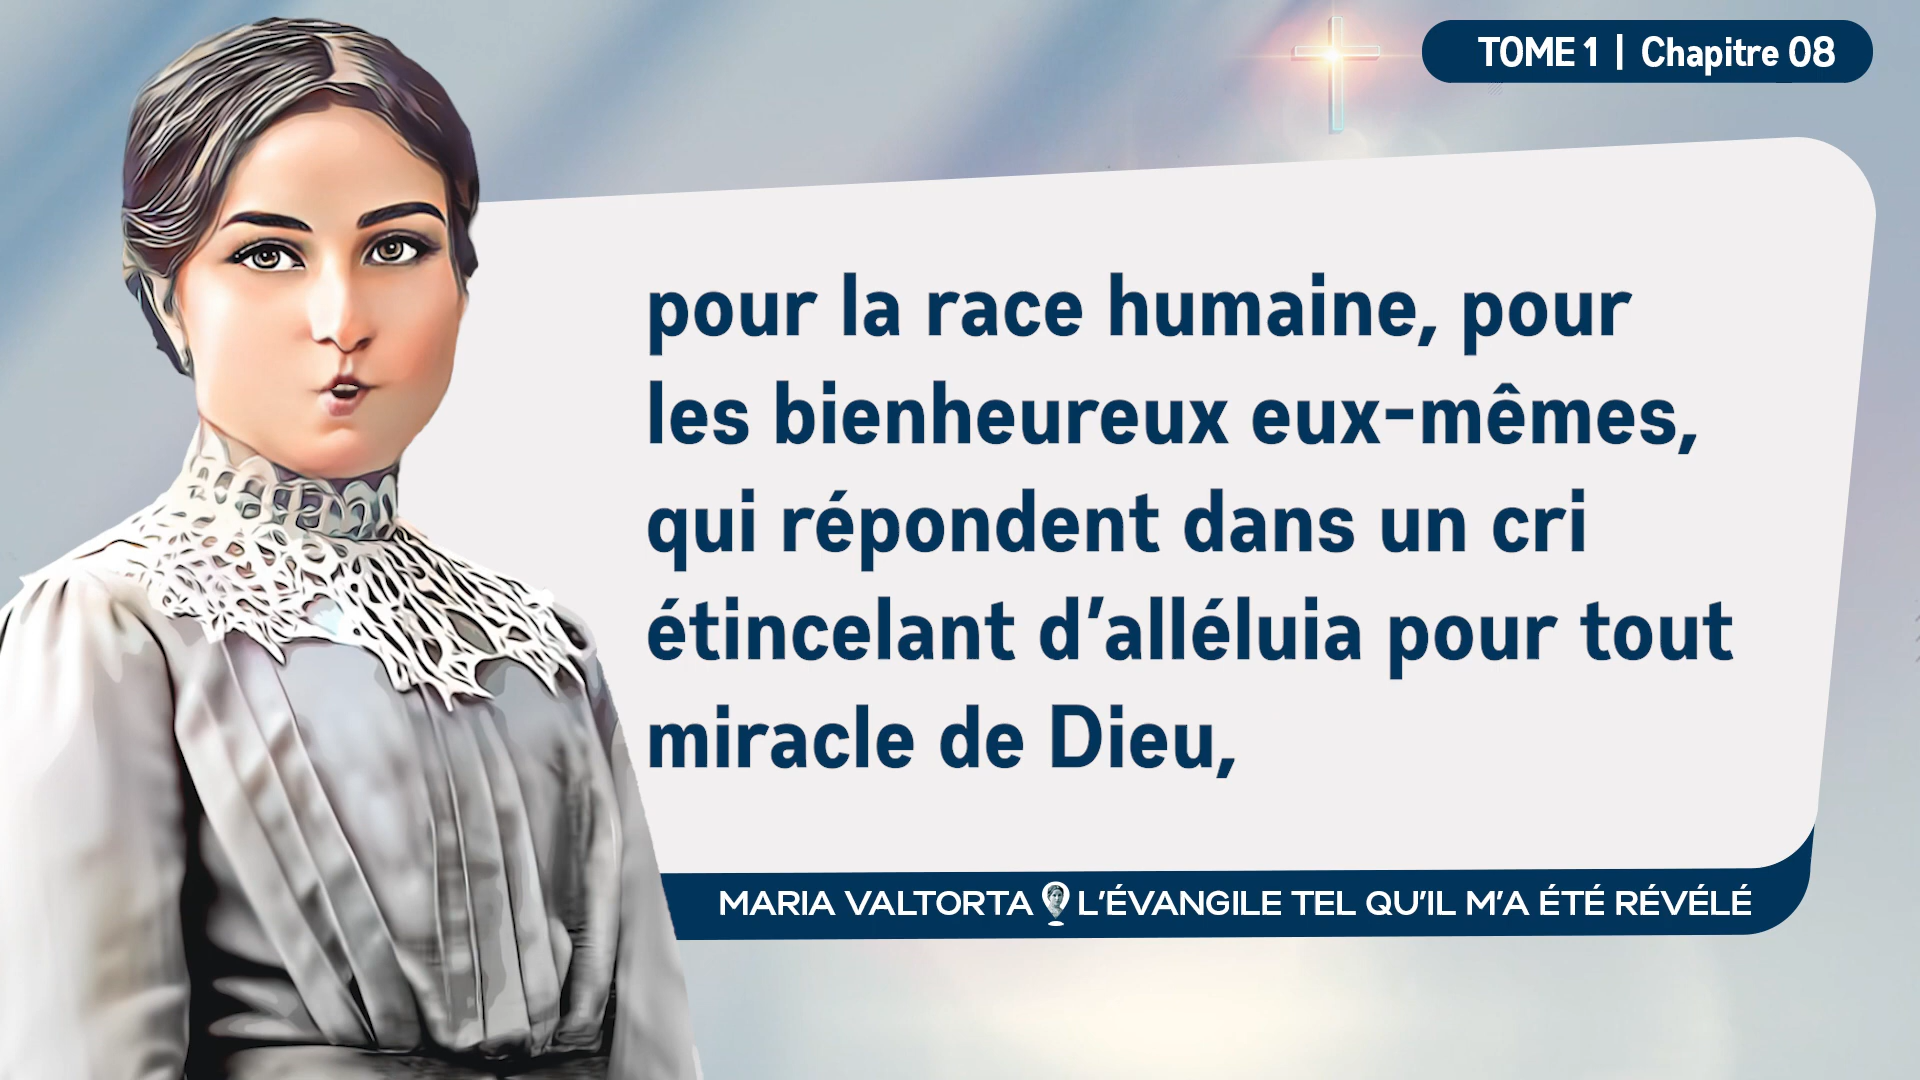 TOME 1 | Chapitre 08
pour la race humaine, pour
les bienheureux eux-mêmes,
qui répondent dans un cri
étincelant d’alléluia pour tout
miracle de Dieu,
MARIA VALTORTA L’ÉVANGILE TEL QU’IL M’A ÉTÉ RÉVÉLÉ